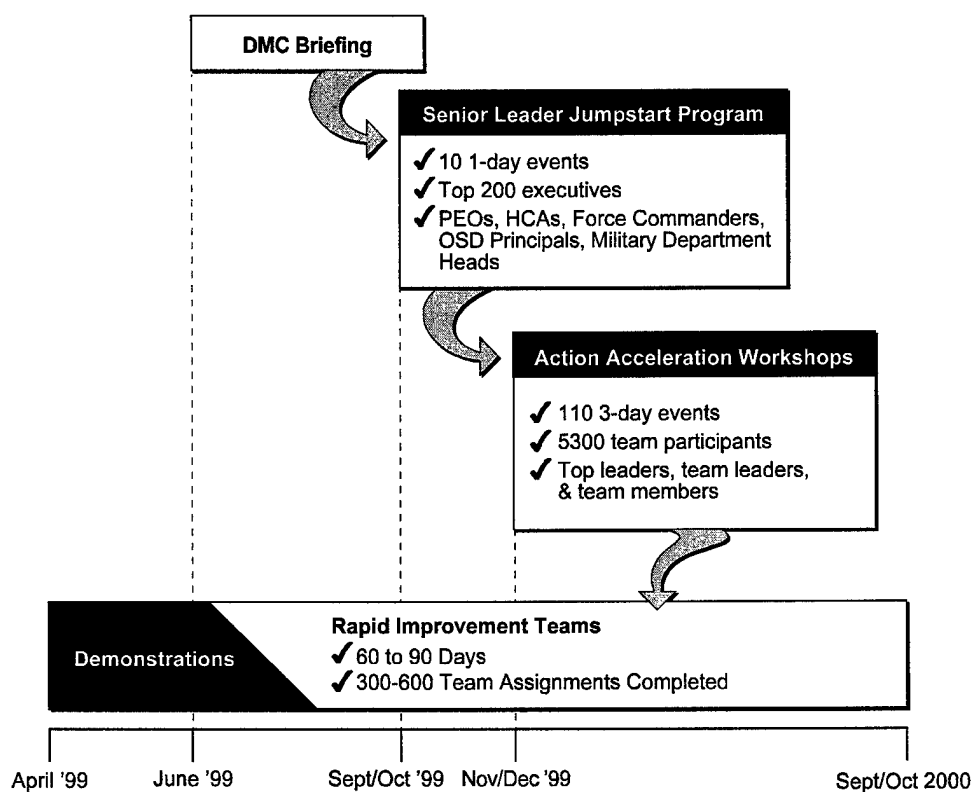 DMC Briefing
Senior Leader Jumpstart Program
✓ 10 1-day events
✓ Top 200 executives
✓ PEOs, HCAs, Force Commanders,
OSD Principals, Military Department
Heads
Action Acceleration Workshops
✓ 110 3-day events
✓ 5300 team participants
✓ Top leaders, team leaders,
& team members
Demonstrations
Rapid Improvement Teams
✓ 60 to 90 Days
✓ 300-600 Team Assignments Completed
April '99 June '99 Sept/Oct '99 Nov/Dec '99 Sept/Oct 2000